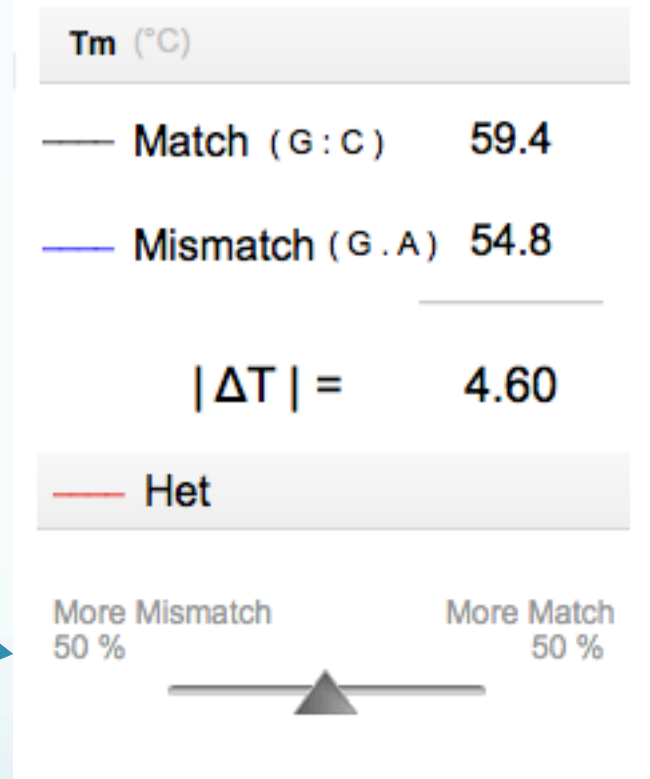 Tm (°C)
Match (G:C) 59.4
Mismatch (G.A) 54.8
|ΔT| = 4.60
Het
More Mismatch More Match
50 % 50 %